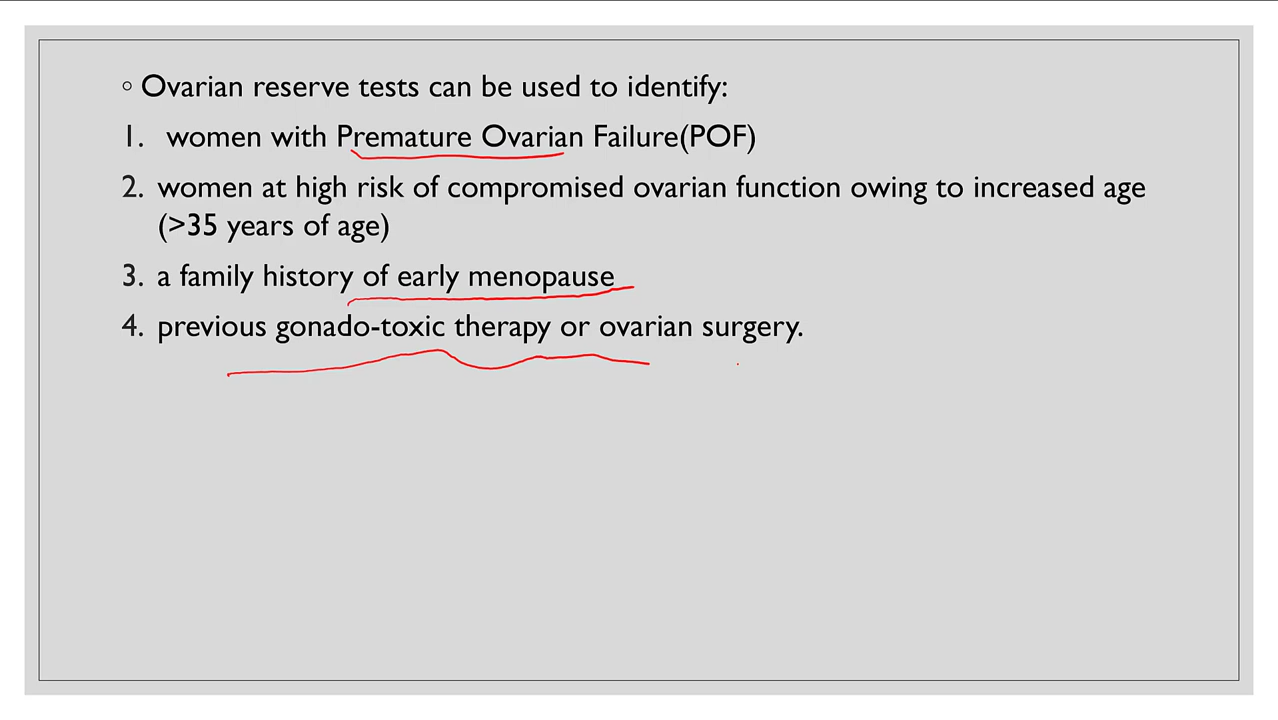 ◦ Ovarian reserve tests can be used to identify:
1. women with Premature Ovarian Failure(POF)
2. women at high risk of compromised ovarian function owing to increased age
(>35 years of age)
3. a family history of early menopause
4. previous gonado-toxic therapy or ovarian surgery.